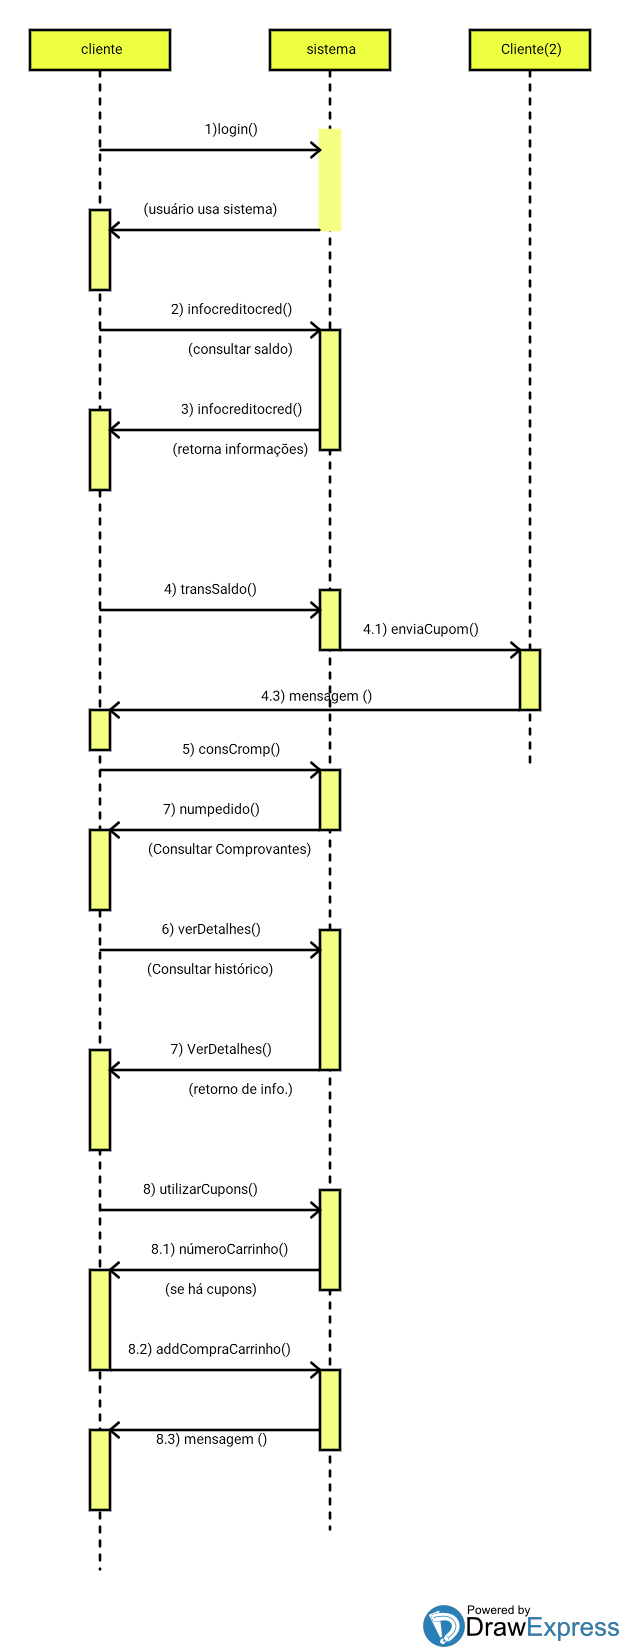 cliente
sistema
Cliente(2)
1)login()
(usuário usa sistema)
2) infocreditocred()
(consultar saldo)
3) infocreditocred()
(retorna informações)
4) transSaldo()
4.1) enviaCupom()
4.3) mensagem ()
5) consCromp()
7) numpedido()
(Consultar Comprovantes)
6) verDetalhes()
(Consultar histórico)
7) VerDetalhes()
(retorno de info.)
8) utilizarCupons()
8.1) númeroCarrinho()
(se há cupons)
8.2) addCompraCarrinho()
8.3) mensagem ()
Powered by
DrawExpress